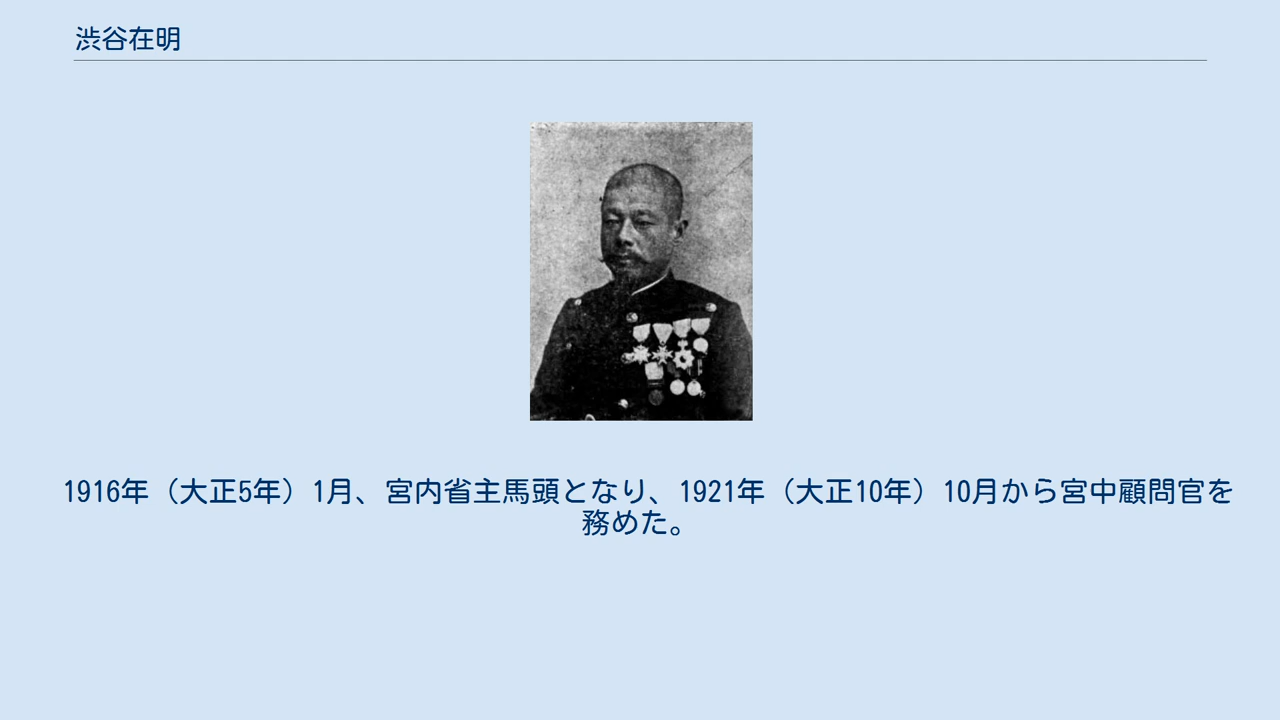 渋谷在明
1916年（大正5年）1月、宮内省主馬頭となり、1921年（大正10年）10月から宮中顧問官を
務めた。